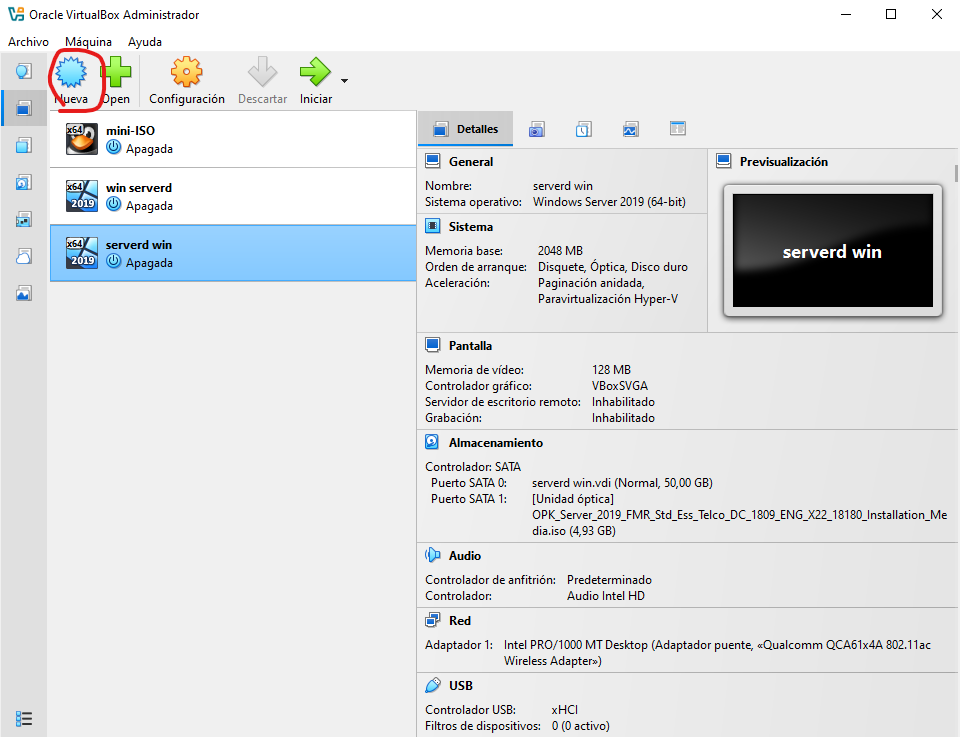 Oracle VirtualBox Administrador
Archivo Máquina Ayuda
Nueva Open Configuración Descartar Iniciar
x64 mini-ISO
Apagada
x64 2019 win serverd
Apagada
x64 2019 serverd win
Apagada
Detalles
General
Nombre: serverd win
Sistema operativo: Windows Server 2019 (64-bit)
Previsualización
serverd win
Sistema
Memoria base: 2048 MB
Orden de arranque: Disquete, Óptica, Disco duro
Aceleración: Paginación anidada,
Paravirtualización Hyper-V
Pantalla
Memoria de vídeo: 128 MB
Controlador gráfico: VBoxSVGA
Servidor de escritorio remoto: Inhabilitado
Grabación: Inhabilitado
Almacenamiento
Controlador: SATA
Puerto SATA 0: serverd win.vdi (Normal, 50,00 GB)
Puerto SATA 1: [Unidad óptica]
OPK_Server_2019_FMR_Std_Ess_Telco_DC_1809_ENG_X22_18180_Installation_Me
dia.iso (4,93 GB)
Audio
Controlador de anfitrión: Predeterminado
Controlador: Audio Intel HD
Red
Adaptador 1: Intel PRO/1000 MT Desktop (Adaptador puente, «Qualcomm QCA61x4A 802.11ac
Wireless Adapter»)
USB
Controlador USB: xHCI
Filtros de dispositivos: 0 (0 activo)